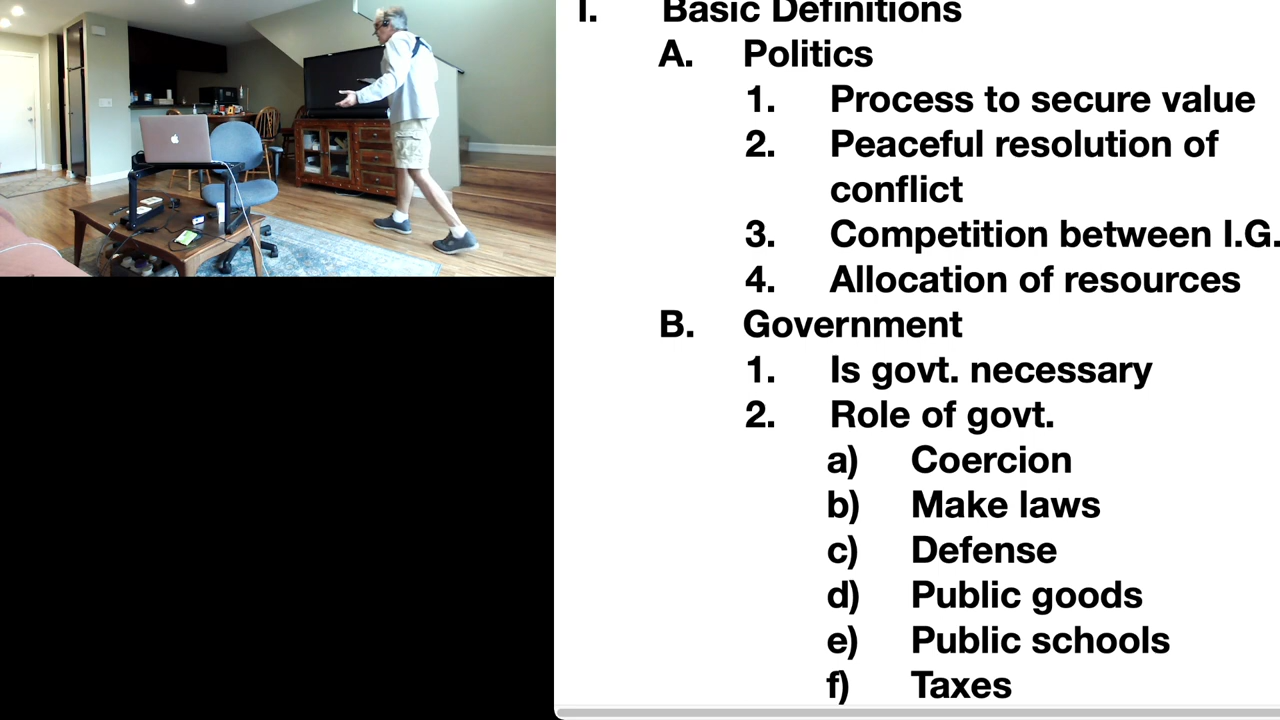 I. Basic Definitions
A. Politics
1. Process to secure value
2. Peaceful resolution of
conflict
3. Competition between I.G.
4. Allocation of resources
B. Government
1. Is govt. necessary
2. Role of govt.
a) Coercion
b) Make laws
c) Defense
d) Public goods
e) Public schools
f) Taxes